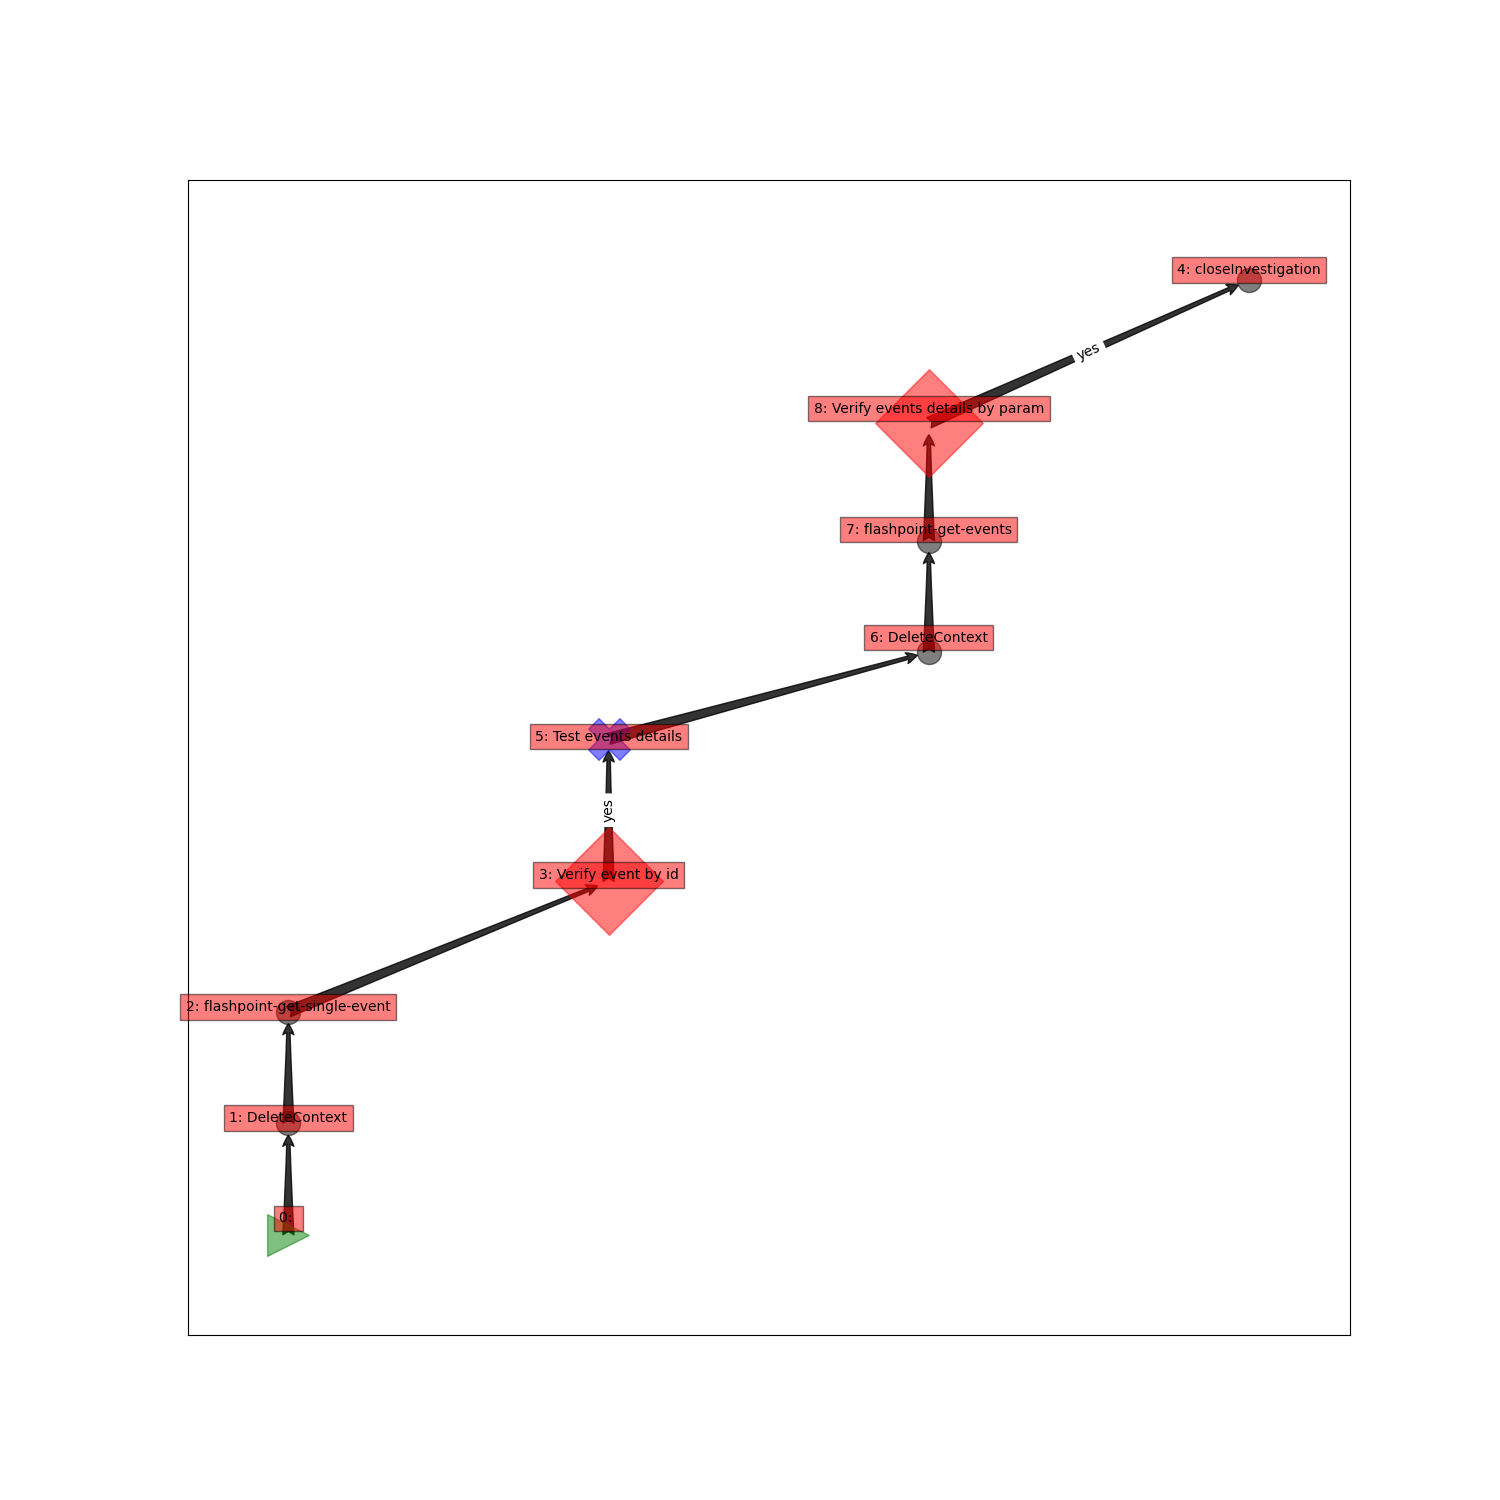 4: closeInvestigation
yes
8: Verify events details by param
7: flashpoint-get-events
6: DeleteContext
5: Test events details
yes
3: Verify event by id
2: flashpoint-get-single-event
1: DeleteContext
0: